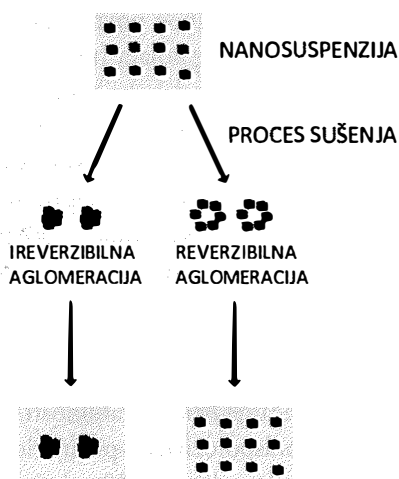 NANOSUSPENZIJA
PROCES SUŠENJA
IREVERZIBILNA
AGLOMERACIJA
REVERZIBILNA
AGLOMERACIJA